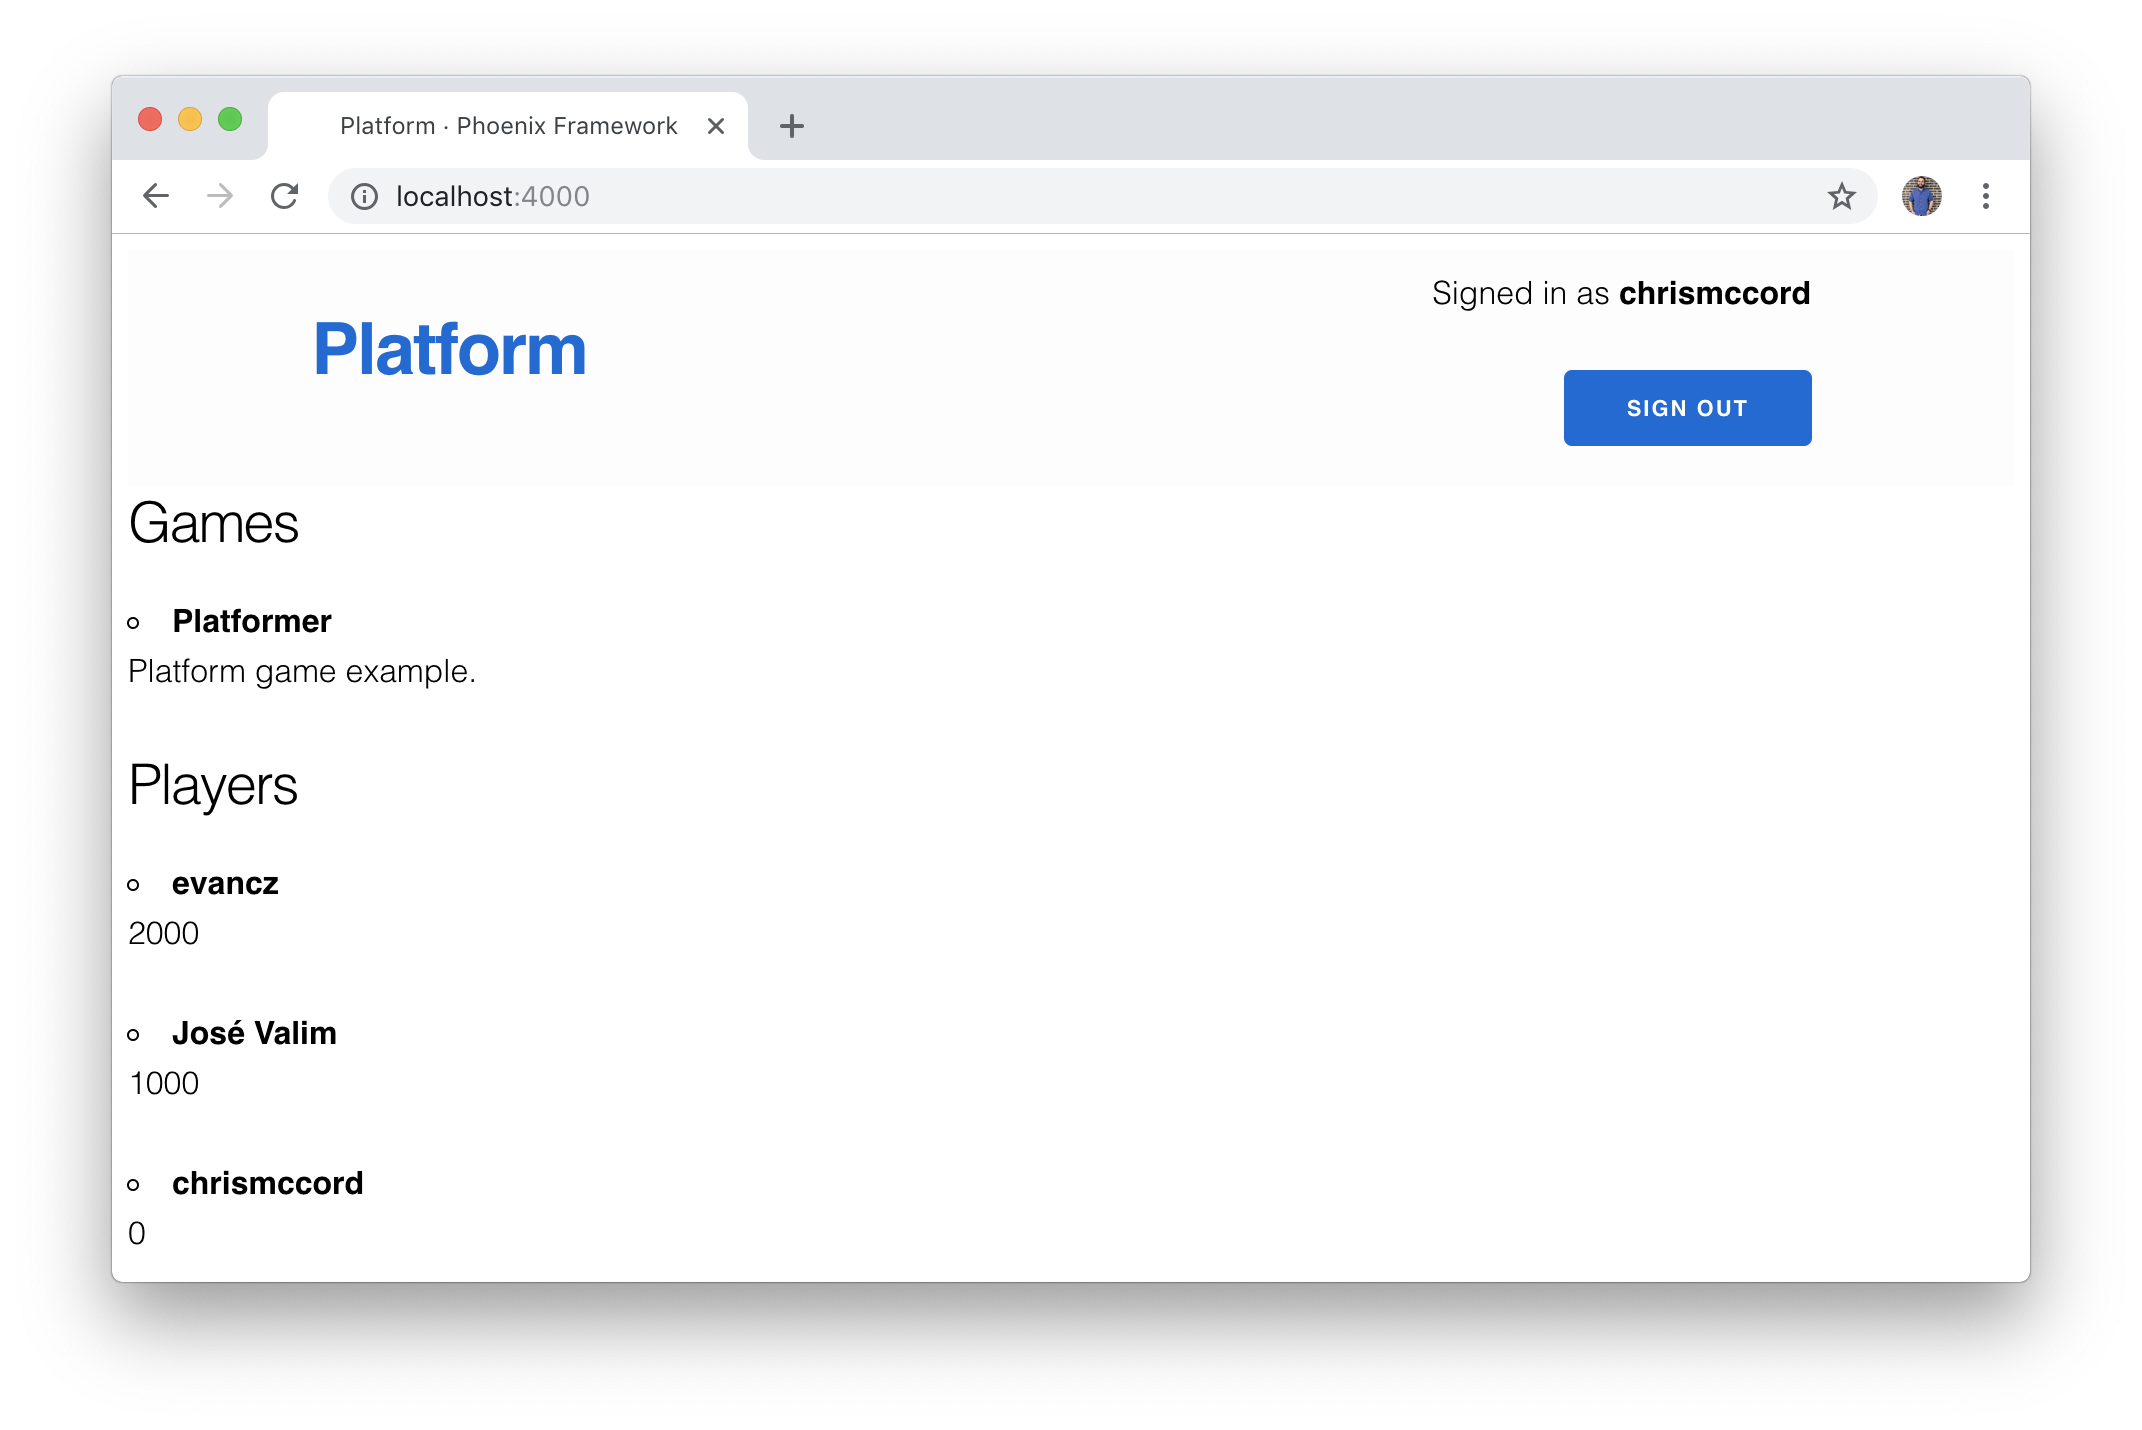 Platform · Phoenix Framework
localhost:4000
Signed in as chrismccord
Platform
SIGN OUT
Games
Platformer
Platform game example.
Players
evancz
2000
José Valim
1000
chrismccord
0